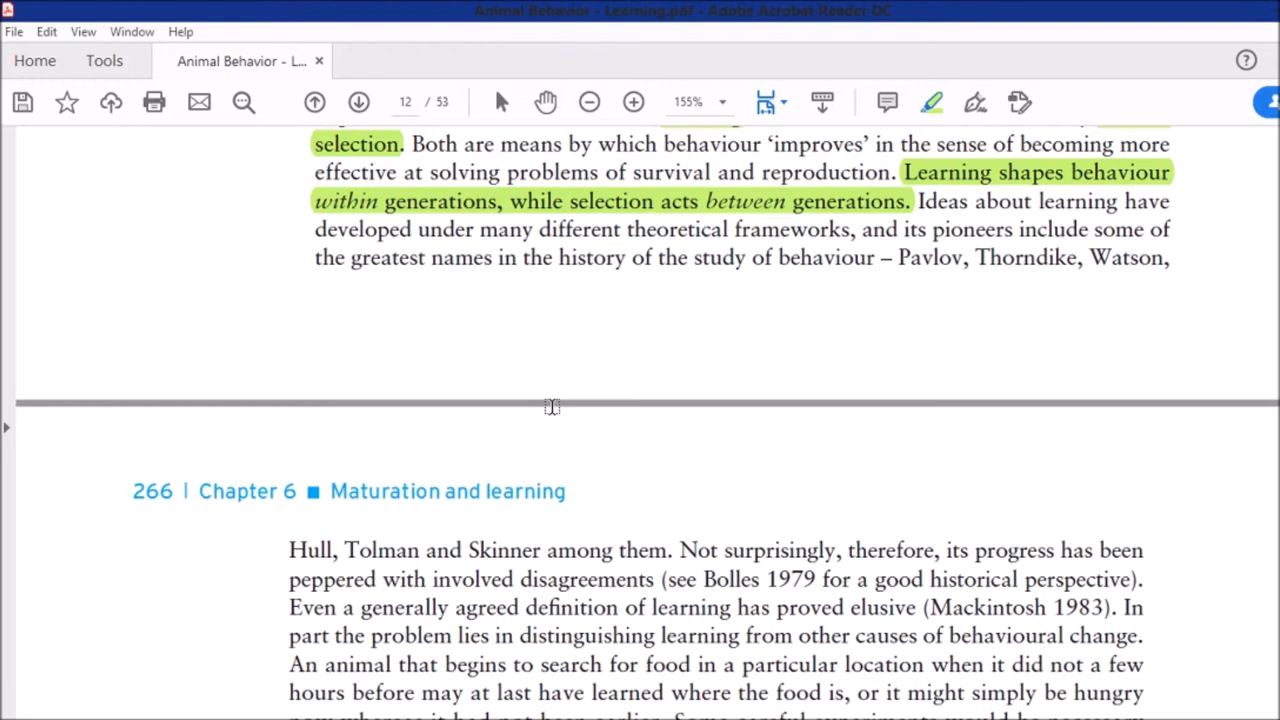 Animal Behavior - Learning.pdf - Adobe Acrobat Reader DC
File Edit View Window Help
Home Tools Animal Behavior - L... ×
12 / 53 155%
selection. Both are means by which behaviour ‘improves’ in the sense of becoming more
effective at solving problems of survival and reproduction. Learning shapes behaviour
within generations, while selection acts between generations. Ideas about learning have
developed under many different theoretical frameworks, and its pioneers include some of
the greatest names in the history of the study of behaviour – Pavlov, Thorndike, Watson,
266 | Chapter 6 ■ Maturation and learning
Hull, Tolman and Skinner among them. Not surprisingly, therefore, its progress has been
peppered with involved disagreements (see Bolles 1979 for a good historical perspective).
Even a generally agreed definition of learning has proved elusive (Mackintosh 1983). In
part the problem lies in distinguishing learning from other causes of behavioural change.
An animal that begins to search for food in a particular location when it did not a few
hours before may at last have learned where the food is, or it might simply be hungry